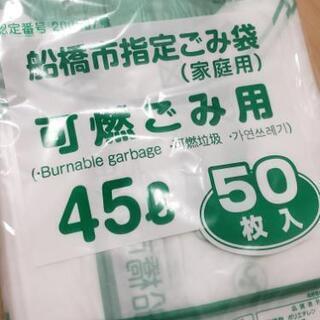 船橋市指定ごみ袋
(家庭用)
可燃ごみ用
(・Burnable garbage ・可燃垃圾 ・가연쓰레기)
45ℓ
50
枚入